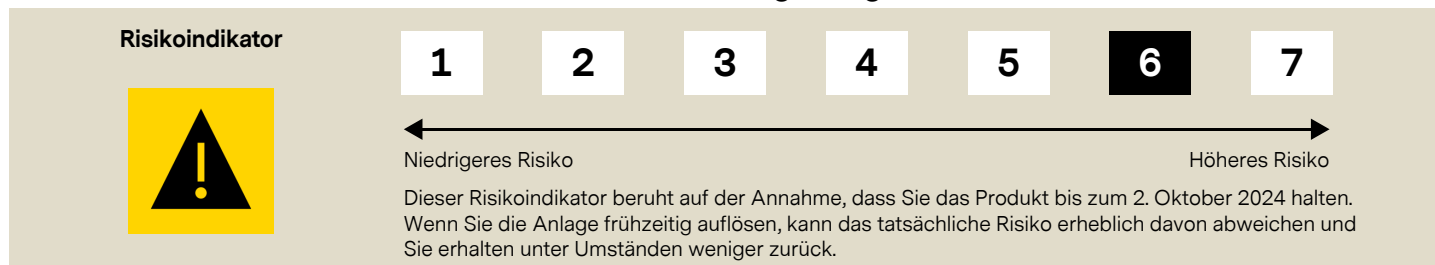 Risikoindikator
1 2 3 4 5 6 7
Niedrigeres Risiko Höheres Risiko
Dieser Risikoindikator beruht auf der Annahme, dass Sie das Produkt bis zum 2. Oktober 2024 halten.
Wenn Sie die Anlage frühzeitig auflösen, kann das tatsächliche Risiko erheblich davon abweichen und
Sie erhalten unter Umständen weniger zurück.